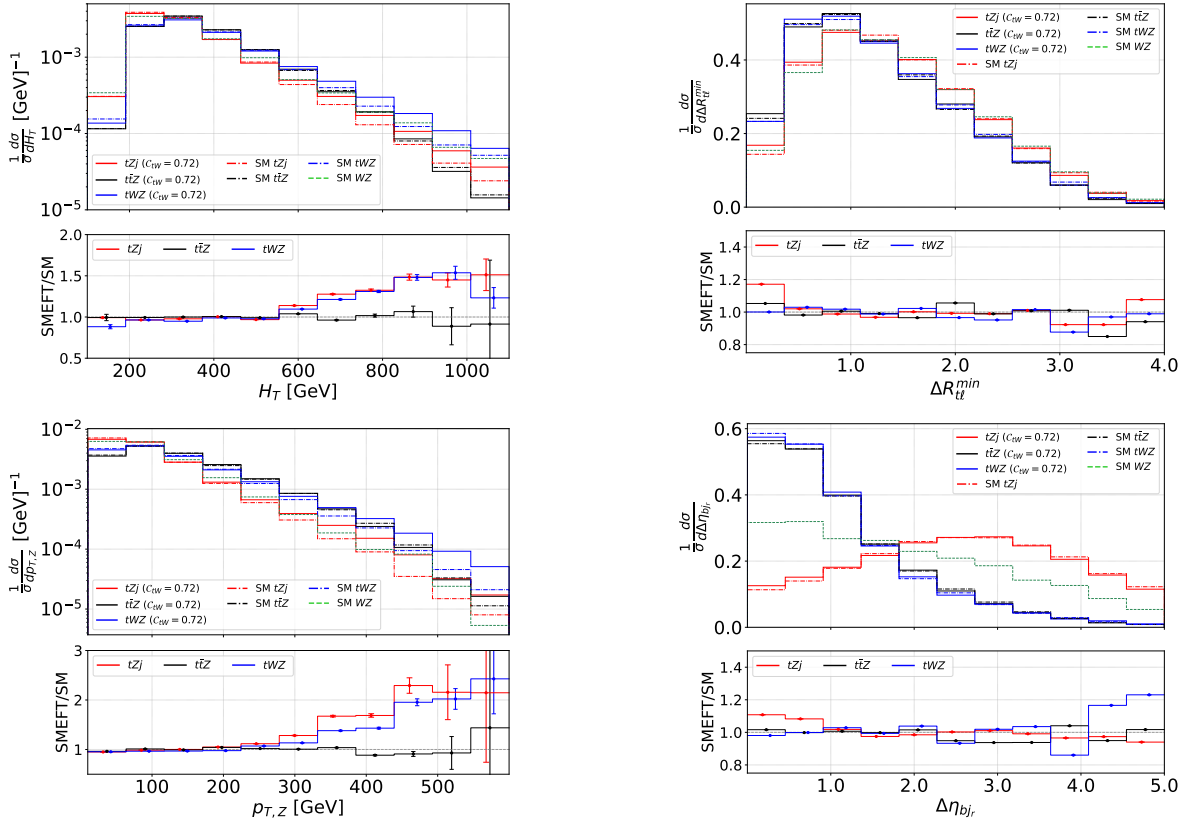 10⁻³
10⁻⁴
10⁻⁵
1/σ dσ/dH_T [GeV]⁻¹
tZj (C_tW = 0.72)
tt̄Z (C_tW = 0.72)
tWZ (C_tW = 0.72)
SM tZj
SM tt̄Z
SM tWZ
SM WZ
2.0
1.5
1.0
0.5
SMEFT/SM
tZj tt̄Z tWZ
200 400 600 800 1000
H_T [GeV]
0.4
0.2
0.0
1/σ dσ/dΔR_tℓ^min
tZj (C_tW = 0.72)
tt̄Z (C_tW = 0.72)
tWZ (C_tW = 0.72)
SM tZj
SM tt̄Z
SM tWZ
SM WZ
1.4
1.2
1.0
0.8
SMEFT/SM
tZj tt̄Z tWZ
1.0 2.0 3.0 4.0
ΔR_tℓ^min
10⁻²
10⁻³
10⁻⁴
10⁻⁵
1/σ dσ/dp_T,Z [GeV]⁻¹
tZj (C_tW = 0.72)
tt̄Z (C_tW = 0.72)
tWZ (C_tW = 0.72)
SM tZj
SM tt̄Z
SM tWZ
SM WZ
3
2
1
SMEFT/SM
tZj tt̄Z tWZ
100 200 300 400 500
p_T,Z [GeV]
0.6
0.4
0.2
0.0
1/σ dσ/dΔη_bj_r
tZj (C_tW = 0.72)
tt̄Z (C_tW = 0.72)
tWZ (C_tW = 0.72)
SM tZj
SM tt̄Z
SM tWZ
SM WZ
1.4
1.2
1.0
0.8
SMEFT/SM
tZj tt̄Z tWZ
1.0 2.0 3.0 4.0 5.0
Δη_bj_r